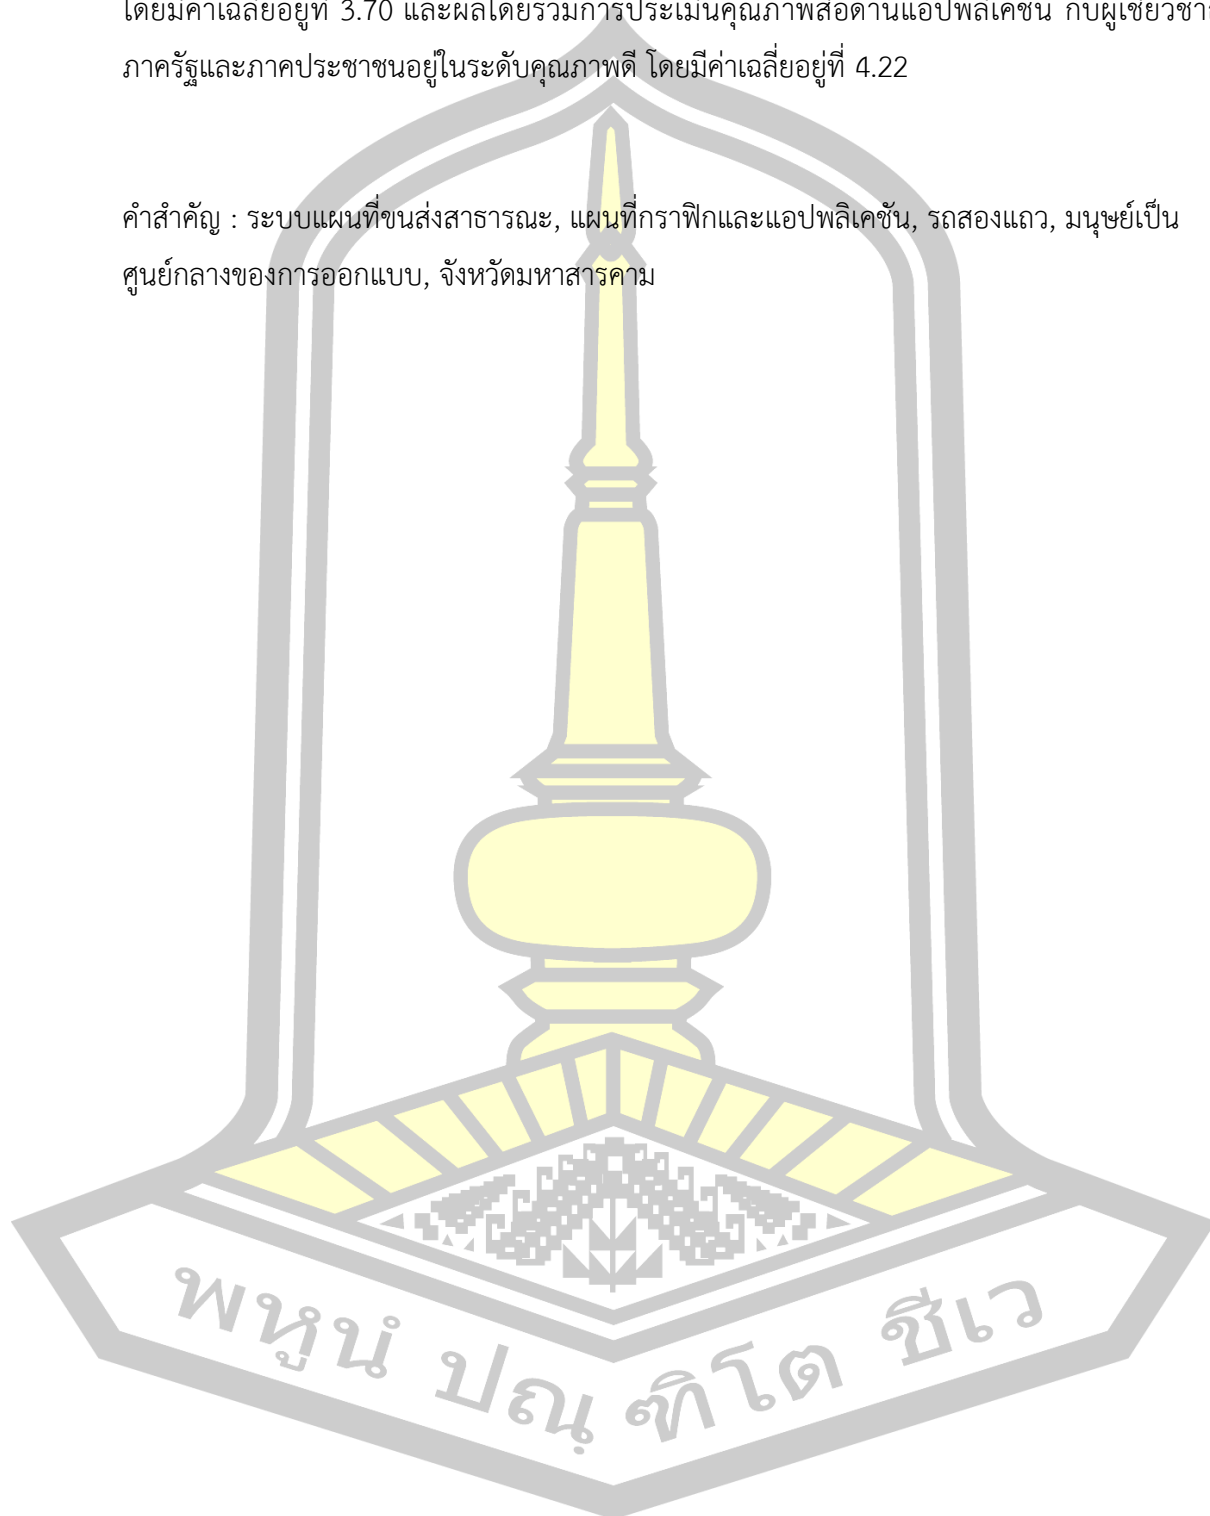 โดยมีค่าเฉลี่ยอยู่ที่ 3.70 และผลโดยรวมการประเมินคุณภาพสื่อด้านแอปพลิเคชัน กับผู้เชี่ยวชาญ
ภาครัฐและภาคประชาชนอยู่ในระดับคุณภาพดี โดยมีค่าเฉลี่ยอยู่ที่ 4.22
คำสำคัญ : ระบบแผนที่ขนส่งสาธารณะ, แผนที่กราฟิกและแอปพลิเคชัน, รถสองแถว, มนุษย์เป็น
ศูนย์กลางของการออกแบบ, จังหวัดมหาสารคาม
พหูนํ ปณฺฑิโต ชีเว